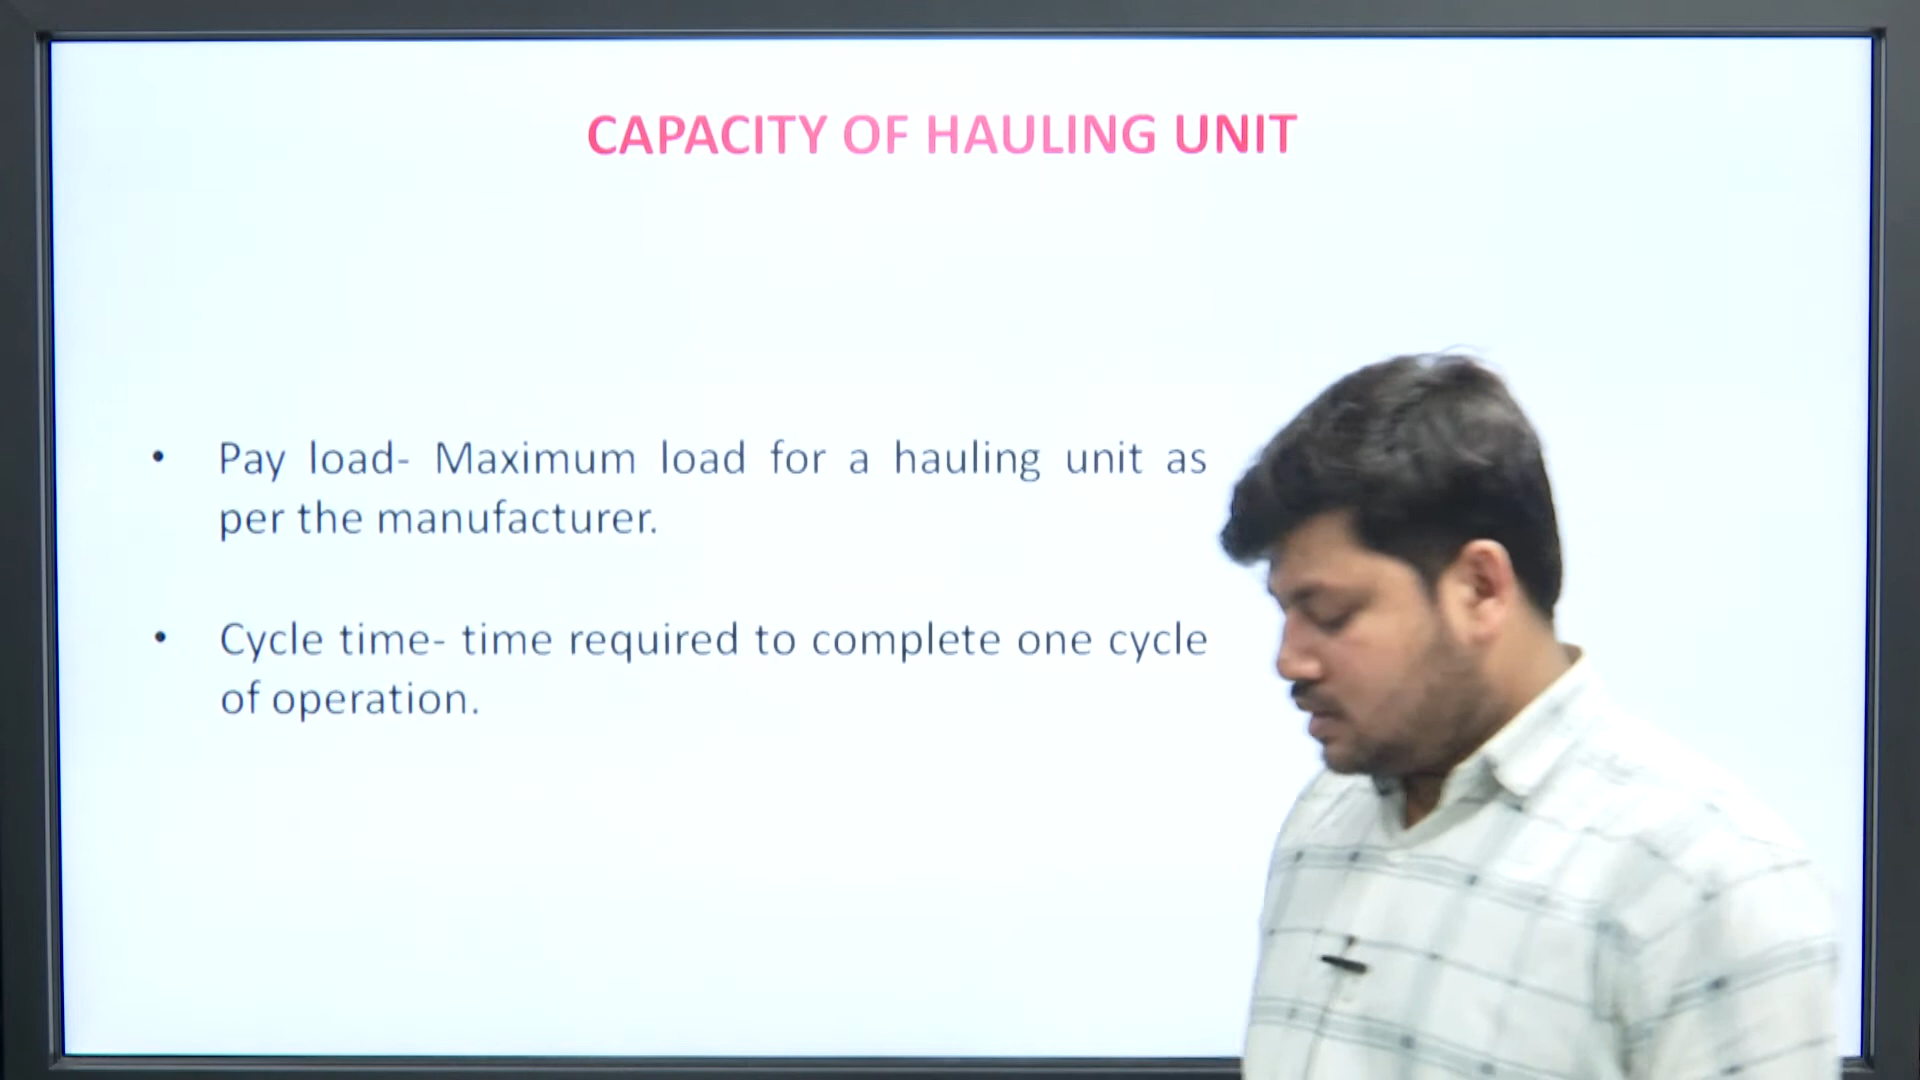 CAPACITY OF HAULING UNIT
• Pay load- Maximum load for a hauling unit as
per the manufacturer.
• Cycle time- time required to complete one cycle
of operation.